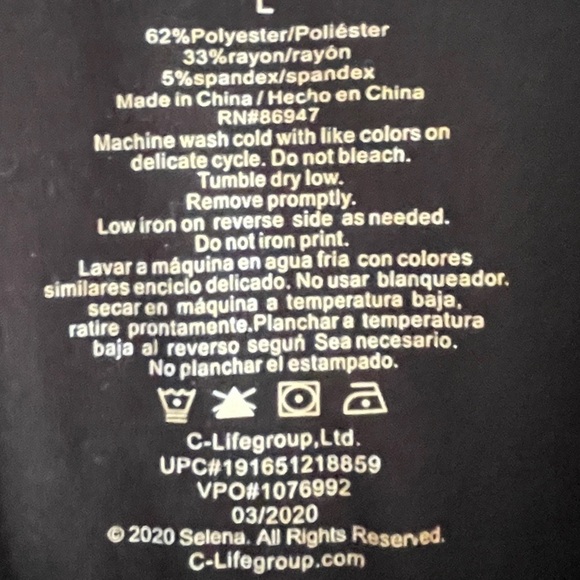 L
62%Polyester/Poliéster
33%rayon/rayón
5%spandex/spandex
Made in China / Hecho en China
RN#86947
Machine wash cold with like colors on
delicate cycle. Do not bleach.
Tumble dry low.
Remove promptly.
Low iron on reverse side as needed.
Do not iron print.
Lavar a máquina en agua fria con colores
similares enciclo delicado. No usar blanqueador.
secar en máquina a temperatura baja,
ratire prontamente.Planchar a temperatura
baja al reverso seguń Sea necesario.
No planchar el estampado.
C-Lifegroup,Ltd.
UPC#191651218859
VPO#1076992
03/2020
© 2020 Selena. All Rights Reserved.
C-Lifegroup.com